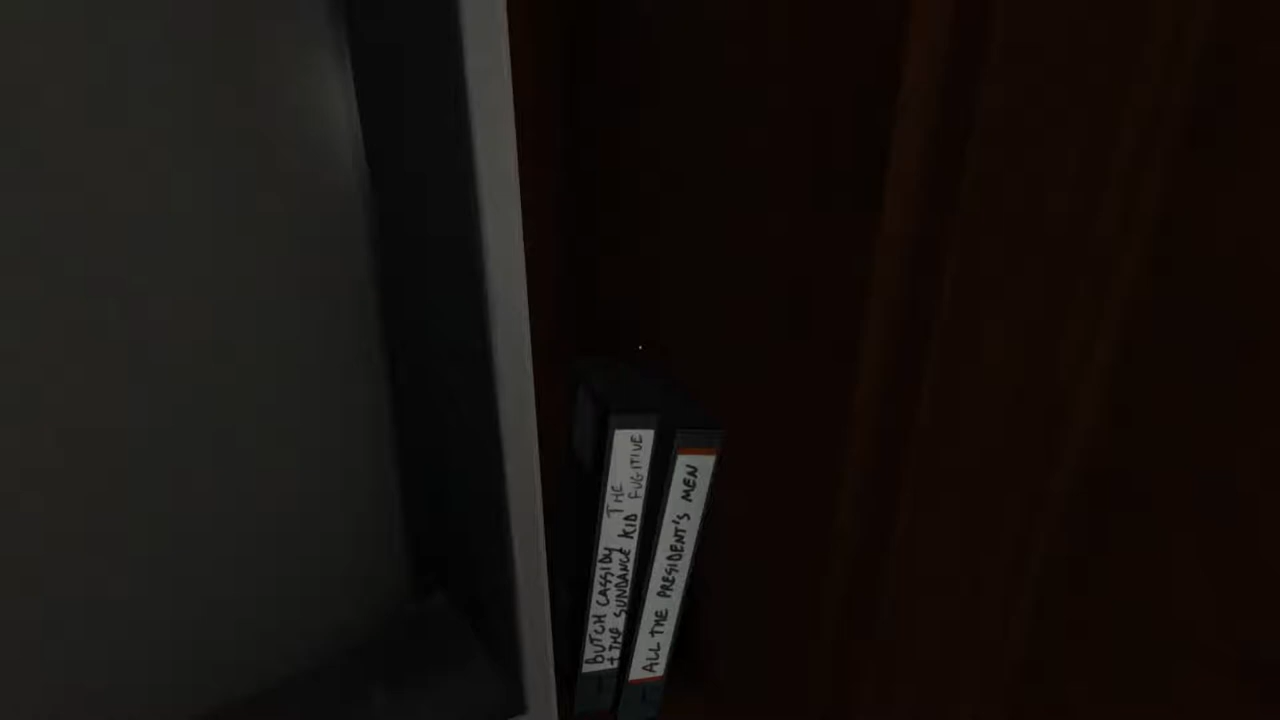 BUTCH CASSIDY
+ THE SUNDANCE KID
THE
FUGITIVE
ALL THE PRESIDENT'S MEN